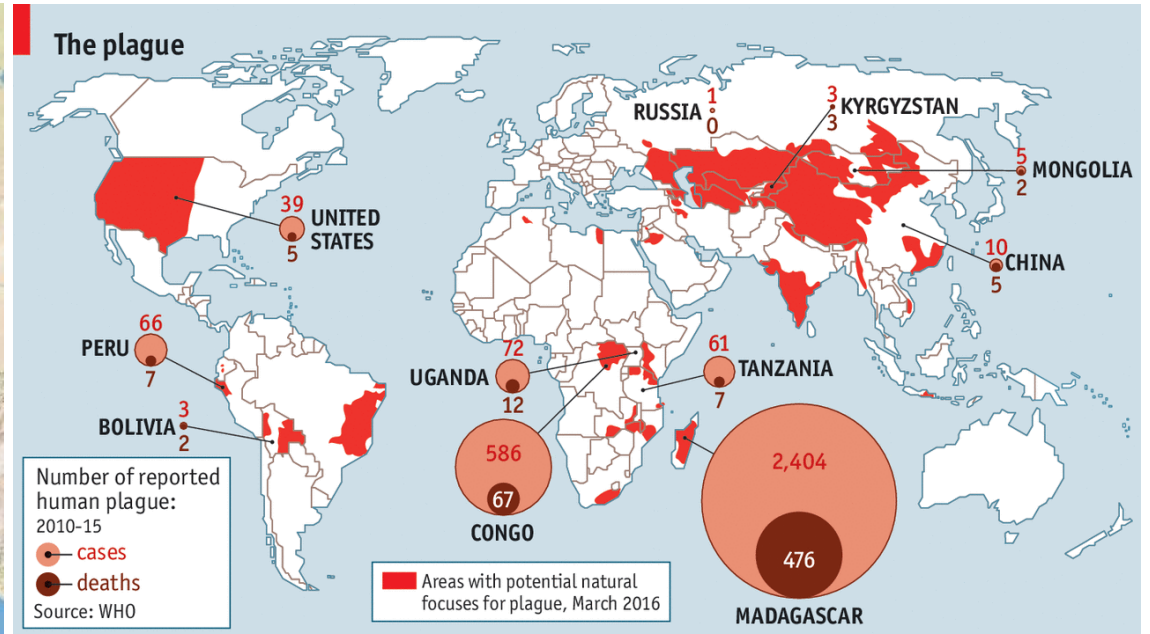 The plague
RUSSIA
1
0
3
KYRGYZSTAN
3
5
MONGOLIA
2
39
UNITED
STATES
5
10
CHINA
5
66
PERU
7
72
UGANDA
12
61
TANZANIA
7
3
BOLIVIA
2
586
67
CONGO
2,404
476
MADAGASCAR
Number of reported
human plague:
2010-15
cases
deaths
Source: WHO
Areas with potential natural
focuses for plague, March 2016